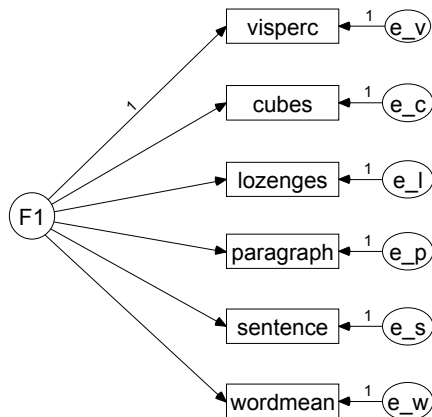 1 visperc 1 e_v
cubes 1 e_c
lozenges 1 e_l
F1
paragraph 1 e_p
sentence 1 e_s
wordmean 1 e_w